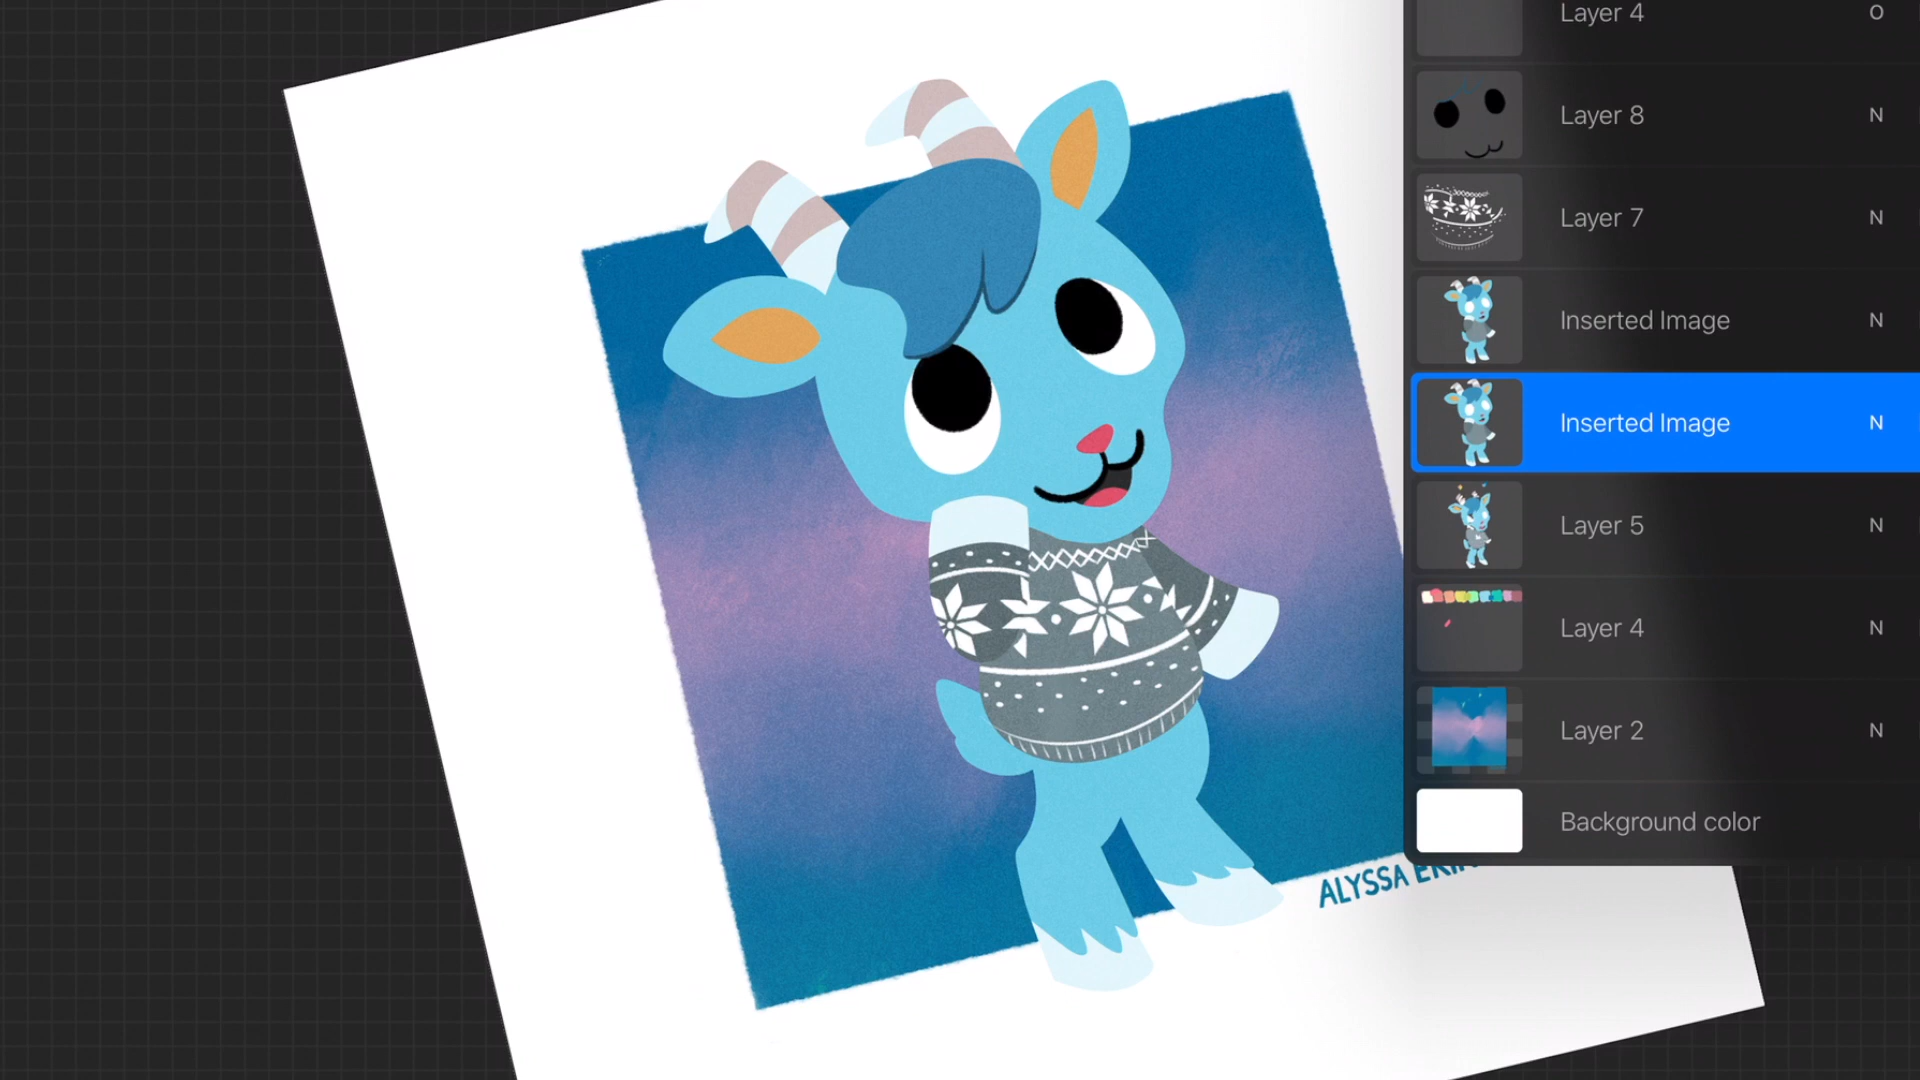 Layer 4 O
Layer 8 N
Layer 7 N
Inserted Image N
Inserted Image N
Layer 5 N
Layer 4 N
Layer 2 N
Background color
ALYSSA